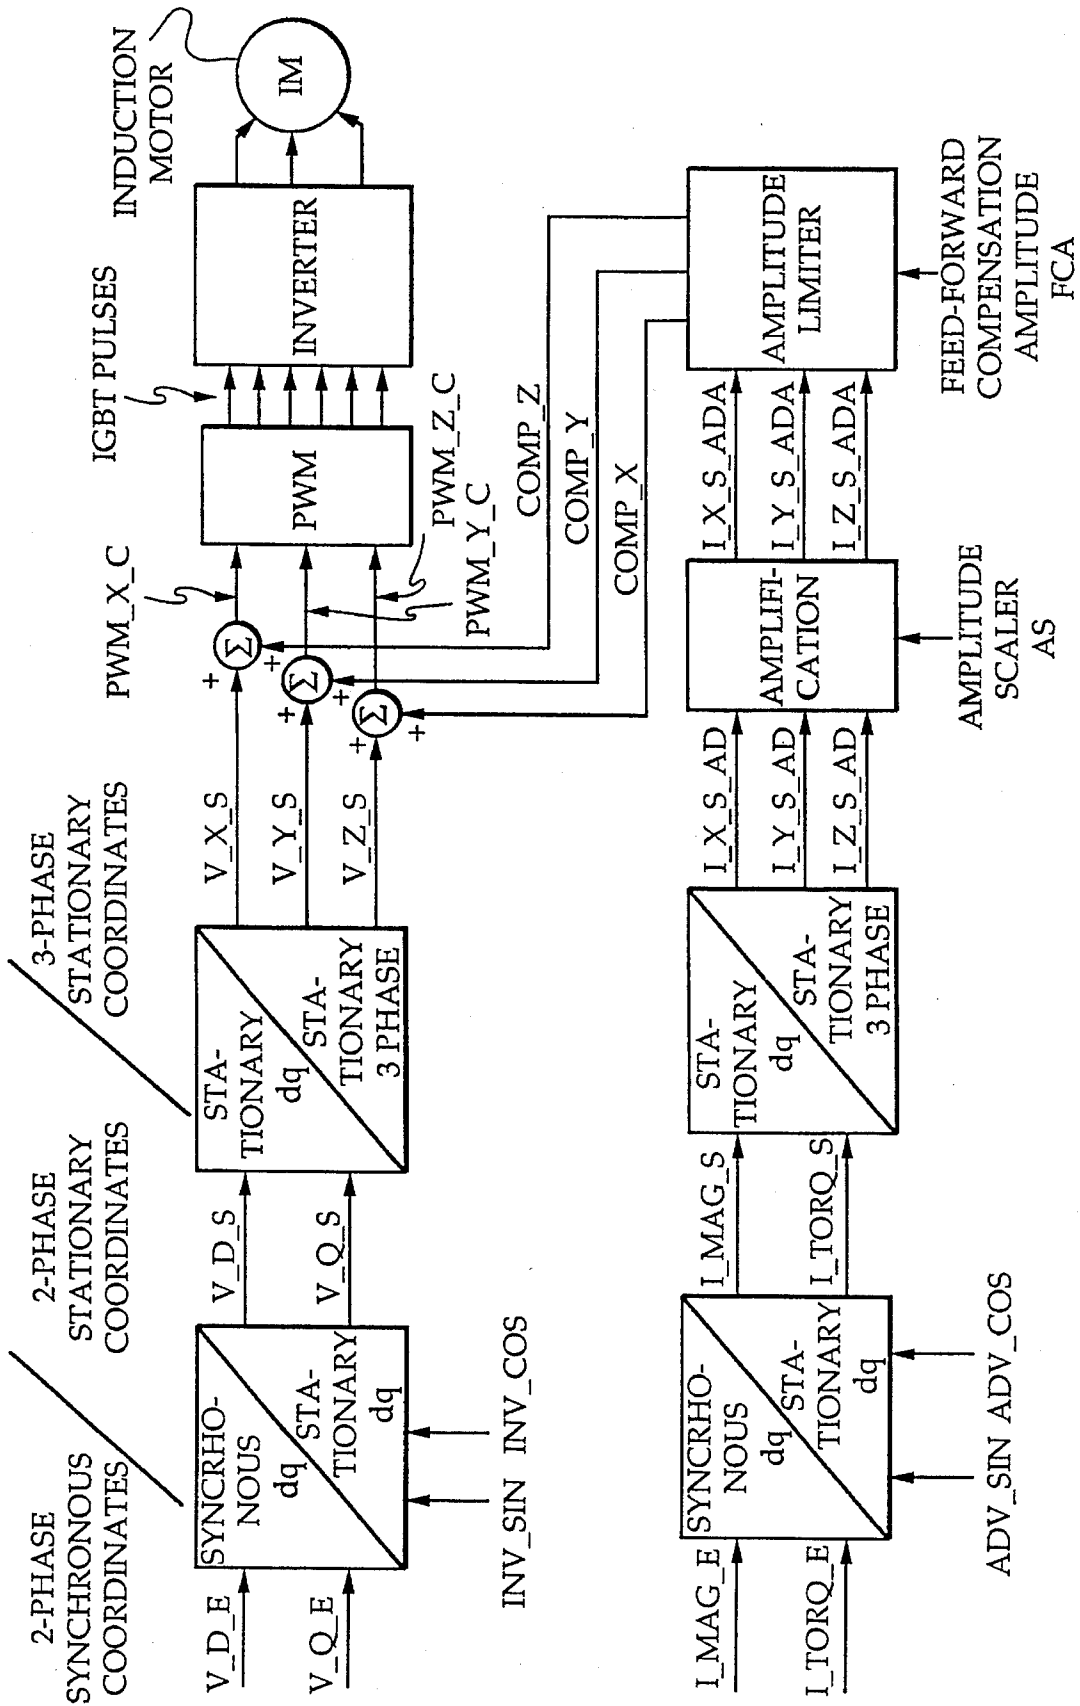 2-PHASE
SYNCHRONOUS
COORDINATES
2-PHASE
STATIONARY
COORDINATES
3-PHASE
STATIONARY
COORDINATES
V_D_E
V_Q_E
SYNCRHO-
NOUS
dq
STA-
TIONARY
dq
INV_SIN INV_COS
V_D_S
V_Q_S
STA-
TIONARY
dq
STA-
TIONARY
3 PHASE
V_X_S
V_Y_S
V_Z_S
+
Σ
+
+
Σ
+
+
Σ
+
PWM_X_C
PWM_Y_C
PWM_Z_C
PWM
IGBT PULSES
INVERTER
INDUCTION
MOTOR
IM
COMP_Z
COMP_Y
COMP_X
I_MAG_E
I_TORQ_E
SYNCRHO-
NOUS
dq
STA-
TIONARY
dq
ADV_SIN ADV_COS
I_MAG_S
I_TORQ_S
STA-
TIONARY
dq
STA-
TIONARY
3 PHASE
I_X_S_AD
I_Y_S_AD
I_Z_S_AD
AMPLIFI-
CATION
AMPLITUDE
SCALER
AS
I_X_S_ADA
I_Y_S_ADA
I_Z_S_ADA
AMPLITUDE
LIMITER
FEED-FORWARD
COMPENSATION
AMPLITUDE
FCA